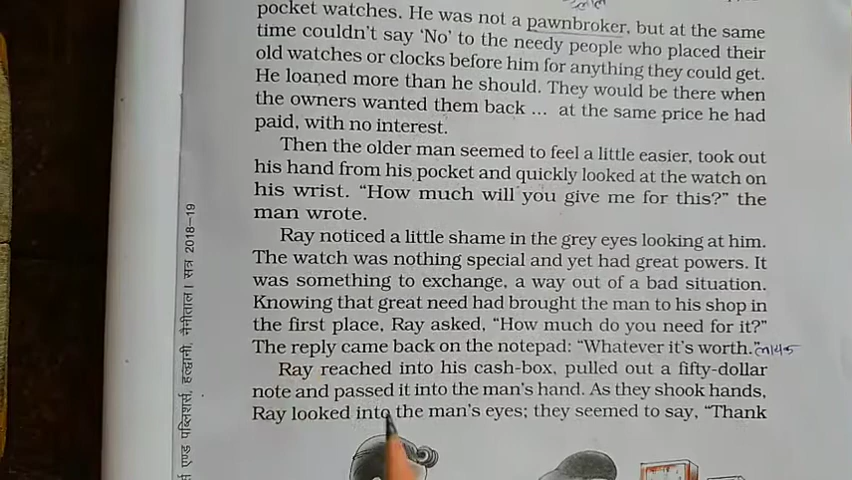 pocket watches. He was not a pawnbroker, but at the same
time couldn't say 'No' to the needy people who placed their
old watches or clocks before him for anything they could get.
He loaned more than he should. They would be there when
the owners wanted them back ... at the same price he had
paid, with no interest.
Then the older man seemed to feel a little easier, took out
his hand from his pocket and quickly looked at the watch on
his wrist. "How much will you give me for this?" the
man wrote.
Ray noticed a little shame in the grey eyes looking at him.
The watch was nothing special and yet had great powers. It
was something to exchange, a way out of a bad situation.
Knowing that great need had brought the man to his shop in
the first place, Ray asked, "How much do you need for it?"
The reply came back on the notepad: "Whatever it's worth."
Ray reached into his cash-box, pulled out a fifty-dollar
note and passed it into the man's hand. As they shook hands,
Ray looked into the man's eyes; they seemed to say, "Thank
एण्ड पब्लिशर्स, हल्द्वानी, नैनीताल। सत्र 2018–19